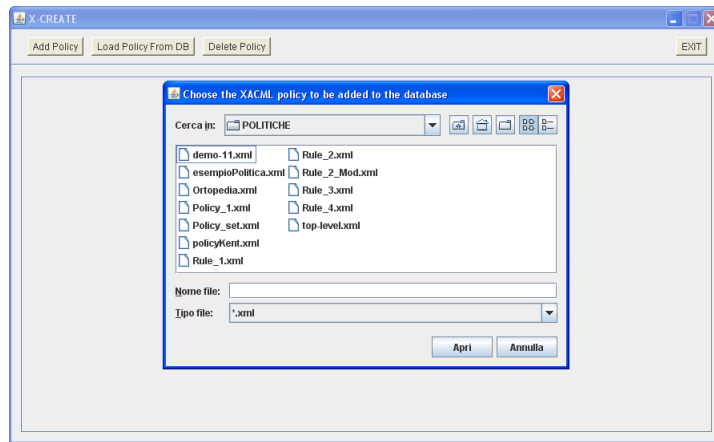 X-CREATE
Add Policy Load Policy From DB Delete Policy EXIT
Choose the XACML policy to be added to the database
Cerca in: POLITICHE
demo-11.xml Rule_2.xml
esempioPolitica.xml Rule_2_Mod.xml
Ortopedia.xml Rule_3.xml
Policy_1.xml Rule_4.xml
Policy_set.xml top-level.xml
policyKent.xml
Rule_1.xml
Nome file:
Tipo file: *.xml
Apri Annulla